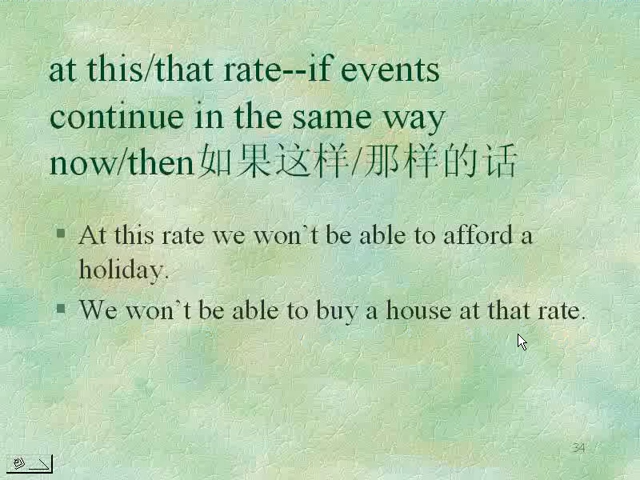 at this/that rate--if events
continue in the same way
now/then如果这样/那样的话
At this rate we won`t be able to afford a
holiday.
We won`t be able to buy a house at that rate.
34